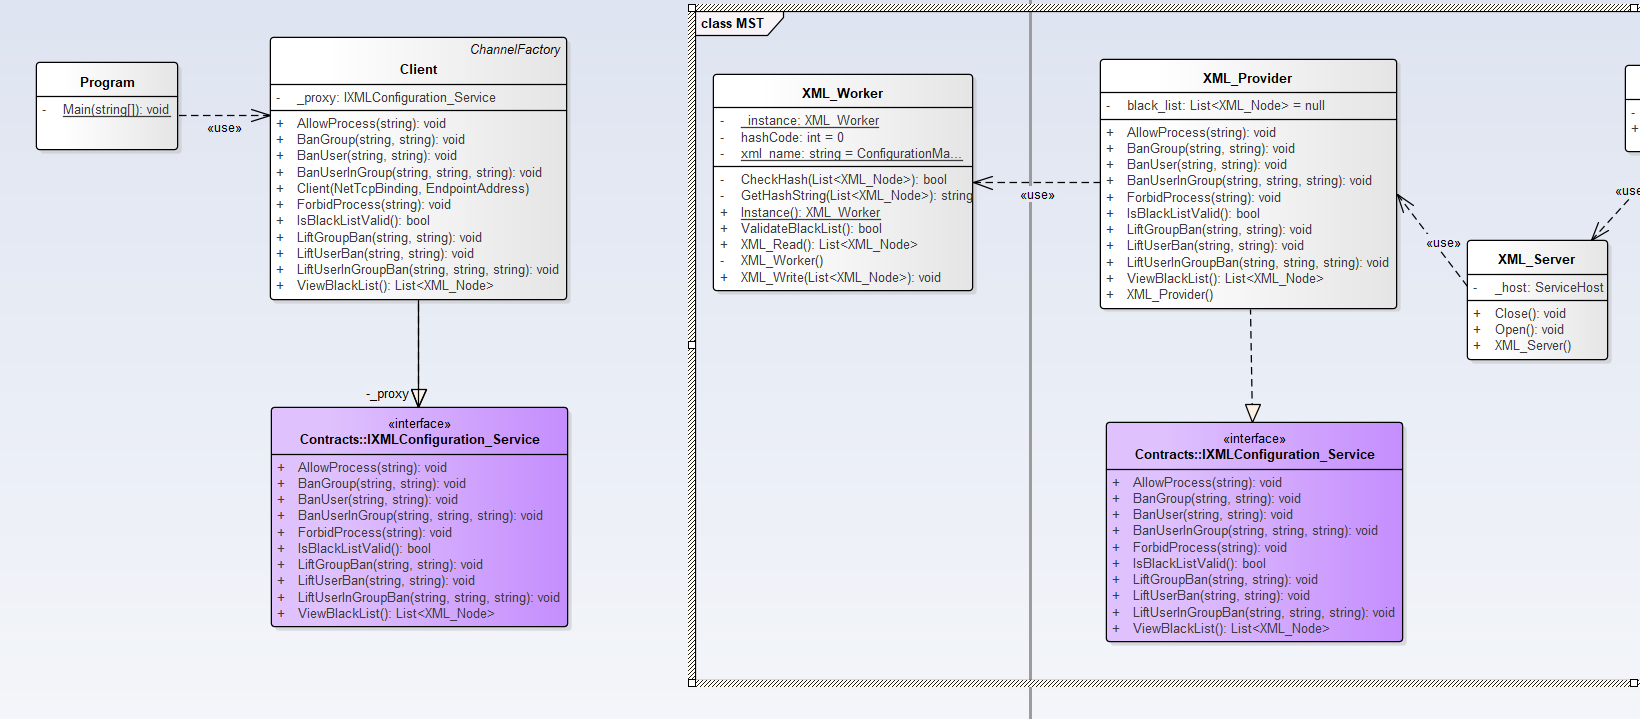 Program
- Main(string[]): void
«use»
ChannelFactory
Client
- _proxy: IXMLConfiguration_Service
+ AllowProcess(string): void
+ BanGroup(string, string): void
+ BanUser(string, string): void
+ BanUserInGroup(string, string, string): void
+ Client(NetTcpBinding, EndpointAddress)
+ ForbidProcess(string): void
+ IsBlackListValid(): bool
+ LiftGroupBan(string, string): void
+ LiftUserBan(string, string): void
+ LiftUserInGroupBan(string, string, string): void
+ ViewBlackList(): List<XML_Node>
-_proxy
«interface»
Contracts::IXMLConfiguration_Service
+ AllowProcess(string): void
+ BanGroup(string, string): void
+ BanUser(string, string): void
+ BanUserInGroup(string, string, string): void
+ ForbidProcess(string): void
+ IsBlackListValid(): bool
+ LiftGroupBan(string, string): void
+ LiftUserBan(string, string): void
+ LiftUserInGroupBan(string, string, string): void
+ ViewBlackList(): List<XML_Node>
class MST
XML_Worker
- _instance: XML_Worker
- hashCode: int = 0
- xml_name: string = ConfigurationMa...
- CheckHash(List<XML_Node>): bool
- GetHashString(List<XML_Node>): string
+ Instance(): XML_Worker
+ ValidateBlackList(): bool
+ XML_Read(): List<XML_Node>
- XML_Worker()
+ XML_Write(List<XML_Node>): void
«use»
XML_Provider
- black_list: List<XML_Node> = null
+ AllowProcess(string): void
+ BanGroup(string, string): void
+ BanUser(string, string): void
+ BanUserInGroup(string, string, string): void
+ ForbidProcess(string): void
+ IsBlackListValid(): bool
+ LiftGroupBan(string, string): void
+ LiftUserBan(string, string): void
+ LiftUserInGroupBan(string, string, string): void
+ ViewBlackList(): List<XML_Node>
+ XML_Provider()
«interface»
Contracts::IXMLConfiguration_Service
+ AllowProcess(string): void
+ BanGroup(string, string): void
+ BanUser(string, string): void
+ BanUserInGroup(string, string, string): void
+ ForbidProcess(string): void
+ IsBlackListValid(): bool
+ LiftGroupBan(string, string): void
+ LiftUserBan(string, string): void
+ LiftUserInGroupBan(string, string, string): void
+ ViewBlackList(): List<XML_Node>
«use»
XML_Server
- _host: ServiceHost
+ Close(): void
+ Open(): void
+ XML_Server()
-
+
«use